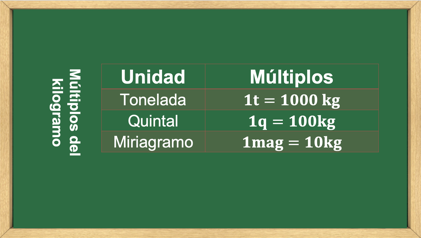 Múltiplos del
kilogramo
Unidad Múltiplos
Tonelada 1t = 1000 kg
Quintal 1q = 100kg
Miriagramo 1mag = 10kg